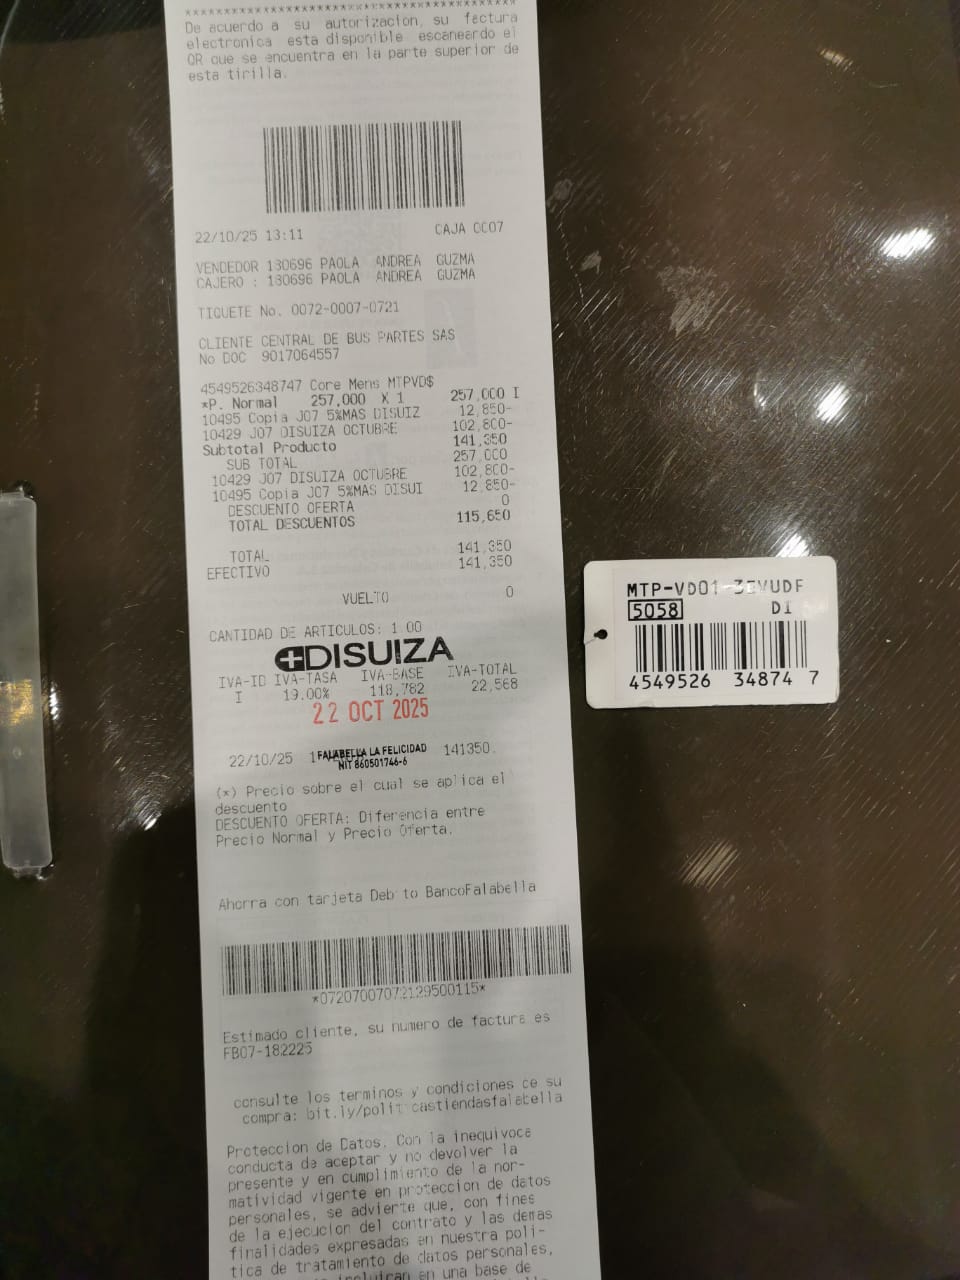 De acuerdo a su autorizacion, su factura
electronica esta disponible escaneardo el
QR que se encuentra en la parte superior de
esta tirilla.
22/10/25 13:11 CAJA 0007
VENDEDOR 130696 PAOLA ANDREA GUZMA
CAJERO : 130696 PAOLA ANDREA GUZMA
TIQUETE No. 0072-0007-0721
CLIENTE CENTRAL DE BUS PARTES SAS
No DOC 9017064557
4549526348747 Core Mens MTPVD$
*P. Normal 257,000 X 1 257,000 I
10495 Copia J07 5%MAS DISUIZ 12,850-
10429 J07 DISUIZA OCTUBRE 102,800-
Subtotal Producto 141,350
SUB TOTAL 257,000
10429 J07 DISUIZA OCTUBRE 102,800-
10495 Copia J07 5%MAS DISUI 12,850-
DESCUENTO OFERTA 0
TOTAL DESCUENTOS 115,650
TOTAL 141,350
EFECTIVO 141,350
VUELTO 0
CANTIDAD DE ARTICULOS: 1.00
DISUIZA
IVA-ID IVA-TASA IVA-BASE IVA-TOTAL
I 19.00% 118,782 22,568
22 OCT 2025
22/10/25 141350.
FALABELLA LA FELICIDAD
NIT 860501746-6
(*) Precio sobre el cual se aplica el
descuento
DESCUENTO OFERTA: Diferencia entre
Precio Normal y Precio Oferta.
Ahorra con tarjeta Debito BancoFalabella
*07207007072129500115*
Estimado cliente, su numero de factura es
FB07-182225
consulte los terminos y condiciones de su
compra: bit.ly/politicastiendasfalabella
Proteccion de Datos. Con la inequivoca
conducta de aceptar y no devolver la
presente y en cumplimiento de la nor-
matividad vigente en proteccion de datos
personales, se advierte que, con fines
de la ejecucion del contrato y las demas
finalidades expresadas en nuestra poli-
tica de tratamiento de datos personales,
incluiran en una base de
MTP-VD01-3EVUDF
5058 DI
4549526 34874 7